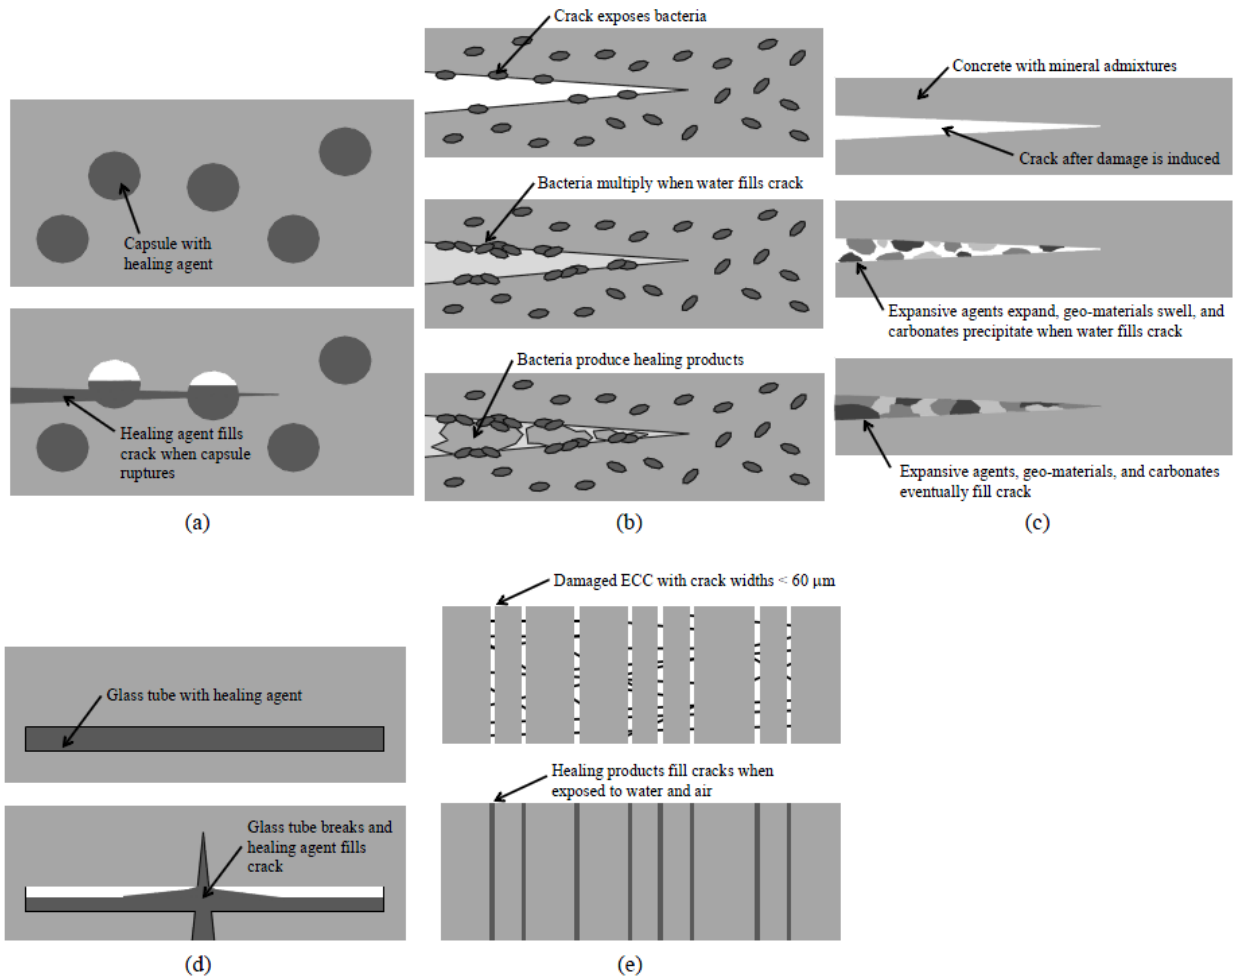 Capsule with
healing agent
Healing agent fills
crack when capsule
ruptures
(a)
Crack exposes bacteria
Bacteria multiply when water fills crack
Bacteria produce healing products
(b)
Concrete with mineral admixtures
Crack after damage is induced
Expansive agents expand, geo-materials swell, and
carbonates precipitate when water fills crack
Expansive agents, geo-materials, and carbonates
eventually fill crack
(c)
Glass tube with healing agent
Glass tube breaks and
healing agent fills
crack
(d)
Damaged ECC with crack widths < 60 μm
Healing products fill cracks when
exposed to water and air
(e)